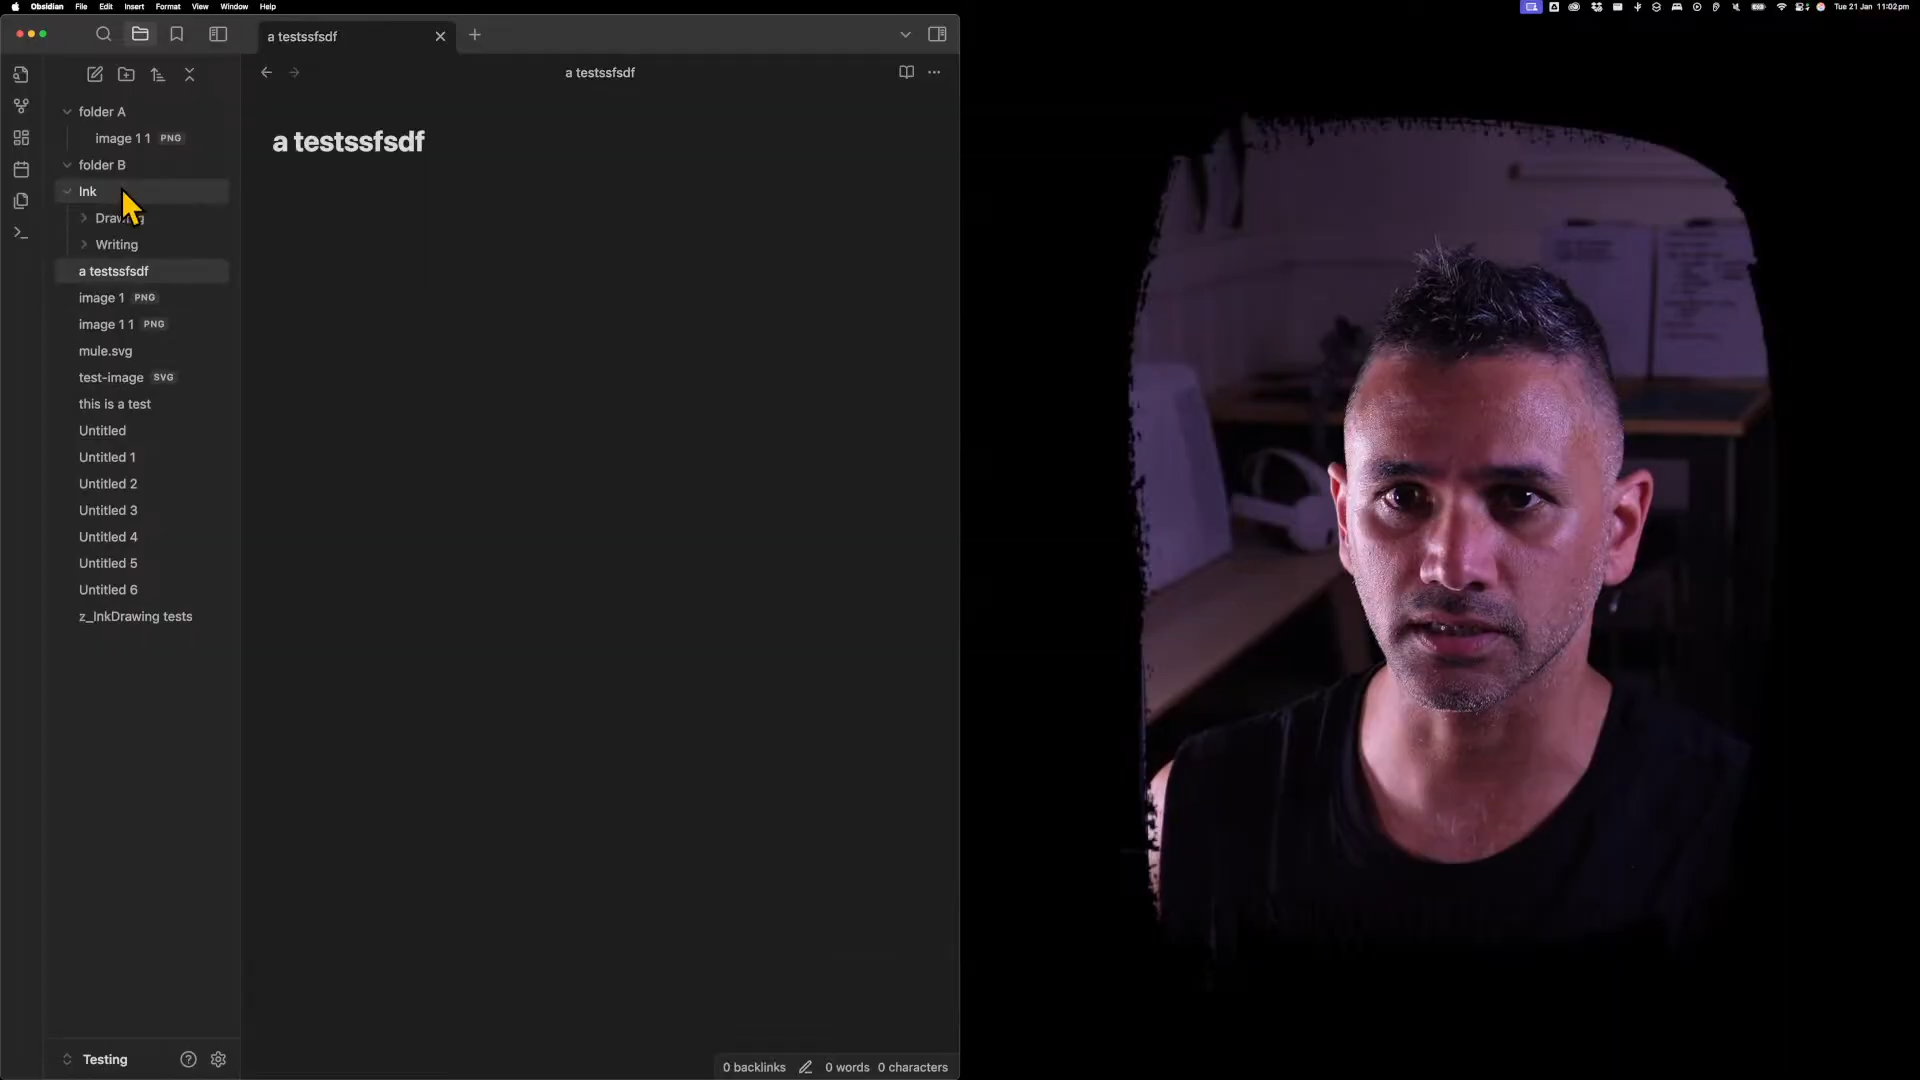 Obsidian File Edit Insert Format View Window Help
Tue 21 Jan 11:02pm
a testssfsdf
a testssfsdf
folder A
image 1 1 PNG
folder B
Ink
Writing
a testssfsdf
image 1 PNG
image 1 1 PNG
mule.svg
test-image SVG
this is a test
Untitled
Untitled 1
Untitled 2
Untitled 3
Untitled 4
Untitled 5
Untitled 6
z_InkDrawing tests
a testssfsdf
Testing
0 backlinks 0 words 0 characters